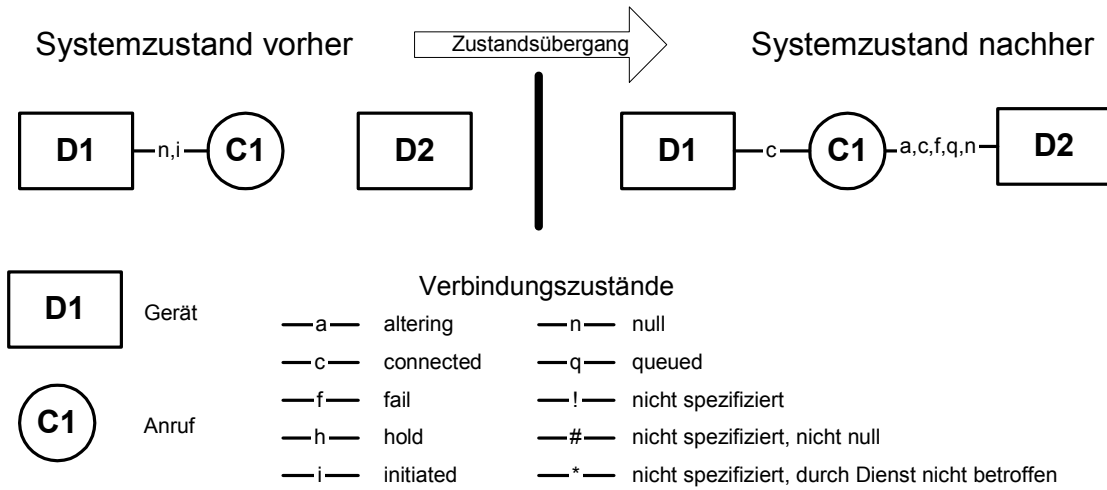 Systemzustand vorher
Zustandsübergang
Systemzustand nachher
D1 n,i C1 D2
D1 c C1 a,c,f,q,n D2
D1 Gerät
C1 Anruf
Verbindungszustände
a altering
c connected
f fail
h hold
i initiated
n null
q queued
! nicht spezifiziert
# nicht spezifiziert, nicht null
* nicht spezifiziert, durch Dienst nicht betroffen